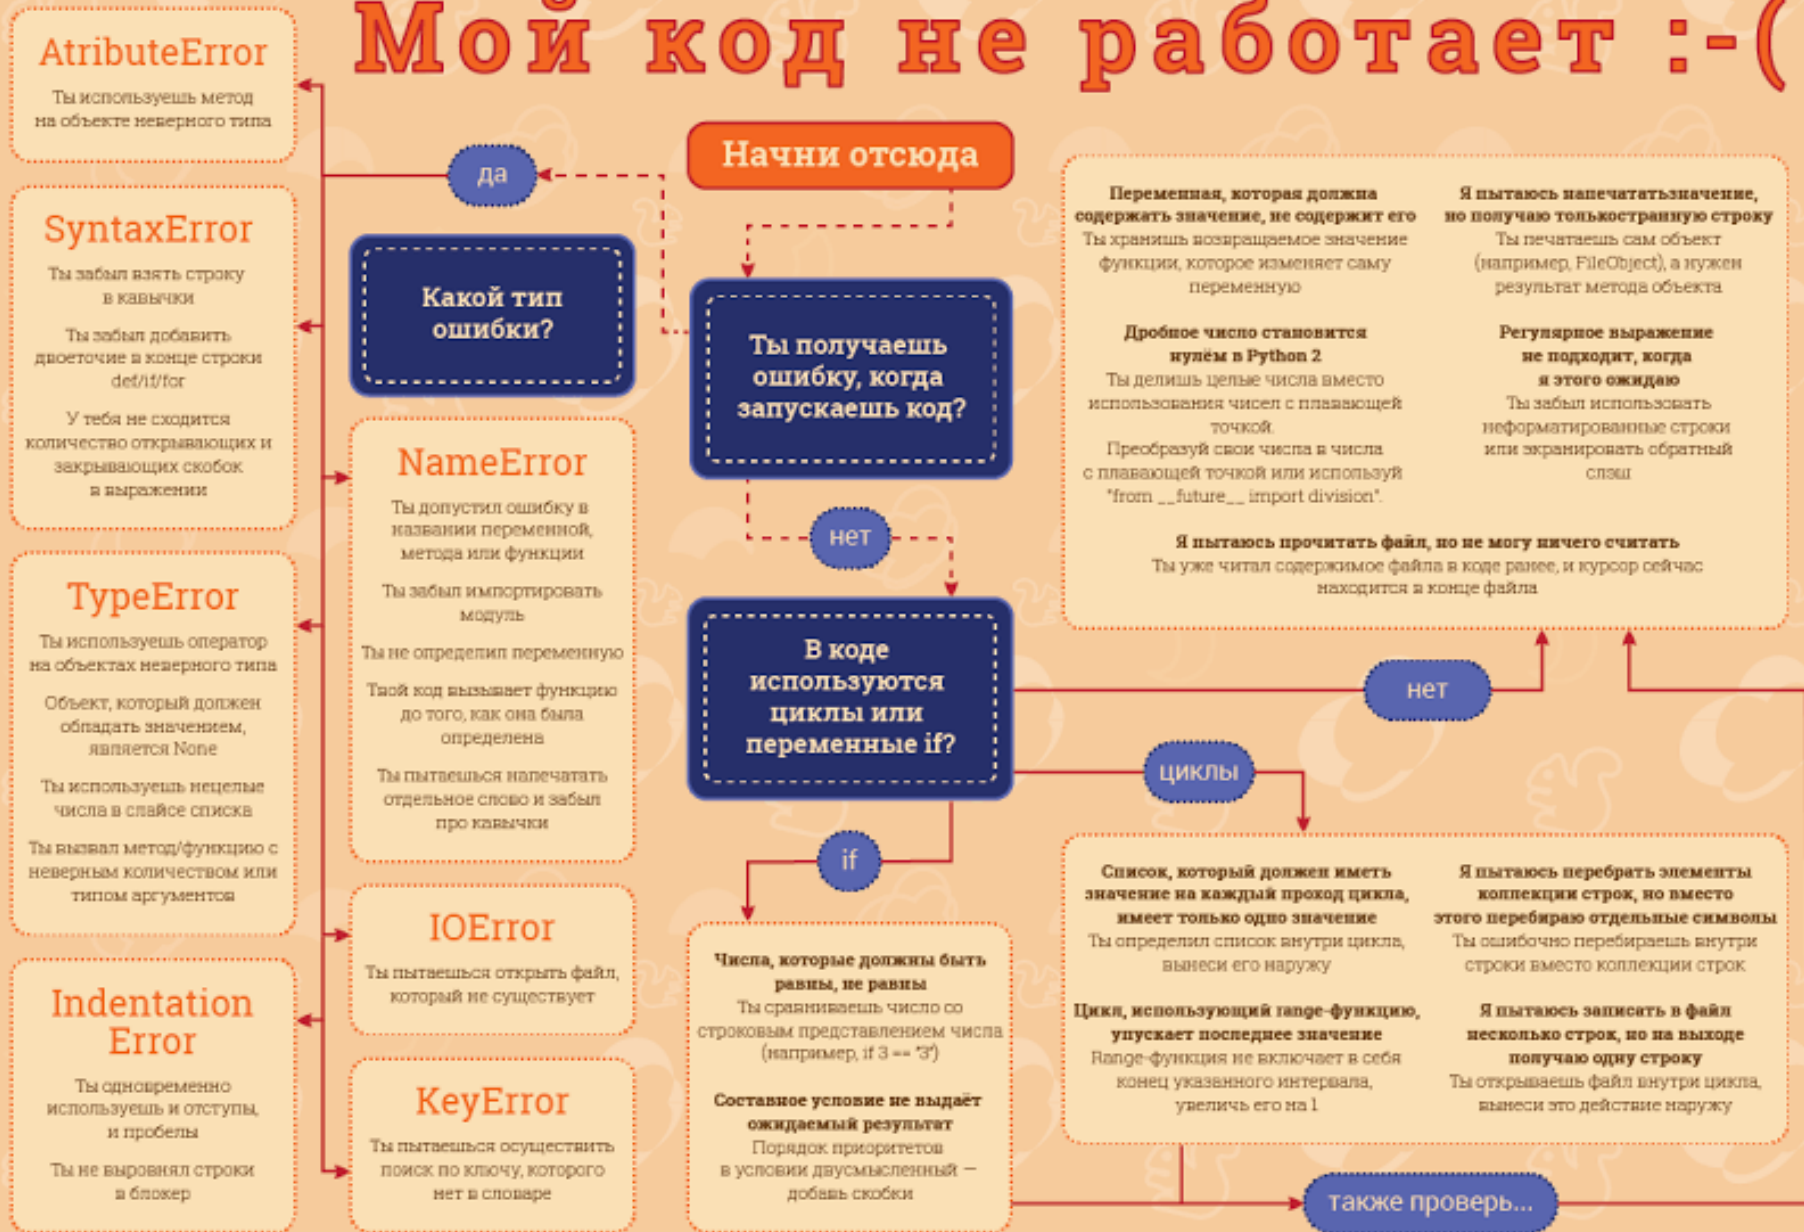 Мой код не работает :-(
AtributeError
Ты используешь метод
на объекте неверного типа
SyntaxError
Ты забыл взять строку
в кавычки
Ты забыл добавить
двоеточие в конце строки
def/if/for
У тебя не сходится
количество открывающих и
закрывающих скобок
в выражении
TypeError
Ты используешь оператор
на объектах неверного типа
Объект, который должен
обладать значением,
является None
Ты используешь нецелые
числа в слайсе списка
Ты вызвал метод/функцию с
неверным количеством или
типом аргументов
Indentation
Error
Ты одновременно
используешь и отступы,
и пробелы
Ты не выровнял строки
в блокер
да
Какой тип
ошибки?
NameError
Ты допустил ошибку в
названии переменной,
метода или функции
Ты забыл импортировать
модуль
Ты не определил переменную
Твой код вызывает функцию
до того, как она была
определена
Ты пытаешься напечатать
отдельное слово и забыл
про кавычки
IOError
Ты пытаешься открыть файл,
который не существует
KeyError
Ты пытаешься осуществить
поиск по ключу, которого
нет в словаре
Начни отсюда
Ты получаешь
ошибку, когда
запускаешь код?
нет
В коде
используются
циклы или
переменные if?
if
Числа, которые должны быть
равны, не равны
Ты сравниваешь число со
строковым представлением числа
(например, if 3 == "3")
Составное условие не выдаёт
ожидаемый результат
Порядок приоритетов
в условии двусмысленный —
добавь скобки
Переменная, которая должна
содержать значение, не содержит его
Ты хранишь возвращаемое значение
функции, которое изменяет саму
переменную
Дробное число становится
нулём в Python 2
Ты делишь целые числа вместо
использования чисел с плавающей
точкой.
Преобразуй свои числа в числа
с плавающей точкой или используй
"from __future__ import division".
Я пытаюсь напечататьзначение,
но получаю толькостранную строку
Ты печатаешь сам объект
(например, FileObject), а нужен
результат метода объекта
Регулярное выражение
не подходит, когда
я этого ожидаю
Ты забыл использовать
неформатированные строки
или экранировать обратный
слэш
Я пытаюсь прочитать файл, но не могу ничего считать
Ты уже читал содержимое файла в коде ранее, и курсор сейчас
находится в конце файла
нет
циклы
Список, который должен иметь
значение на каждый проход цикла,
имеет только одно значение
Ты определил список внутри цикла,
вынеси его наружу
Цикл, использующий range-функцию,
упускает последнее значение
Range-функция не включает в себя
конец указанного интервала,
увеличь его на 1
Я пытаюсь перебрать элементы
коллекции строк, но вместо
этого перебираю отдельные символы
Ты ошибочно перебираешь внутри
строки вместо коллекции строк
Я пытаюсь записать в файл
несколько строк, но на выходе
получаю одну строку
Ты открываешь файл внутри цикла,
вынеси это действие наружу
также проверь...